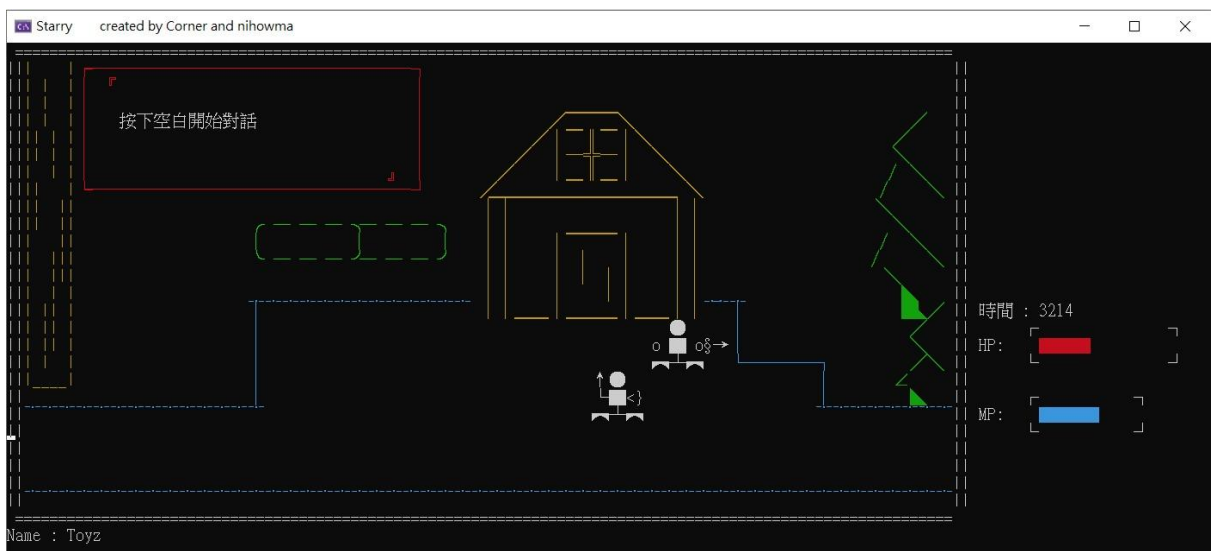 Starry created by Corner and nihowma
『
按下空白開始對話
』
時間 : 3214
HP:
MP:
Name : Toyz